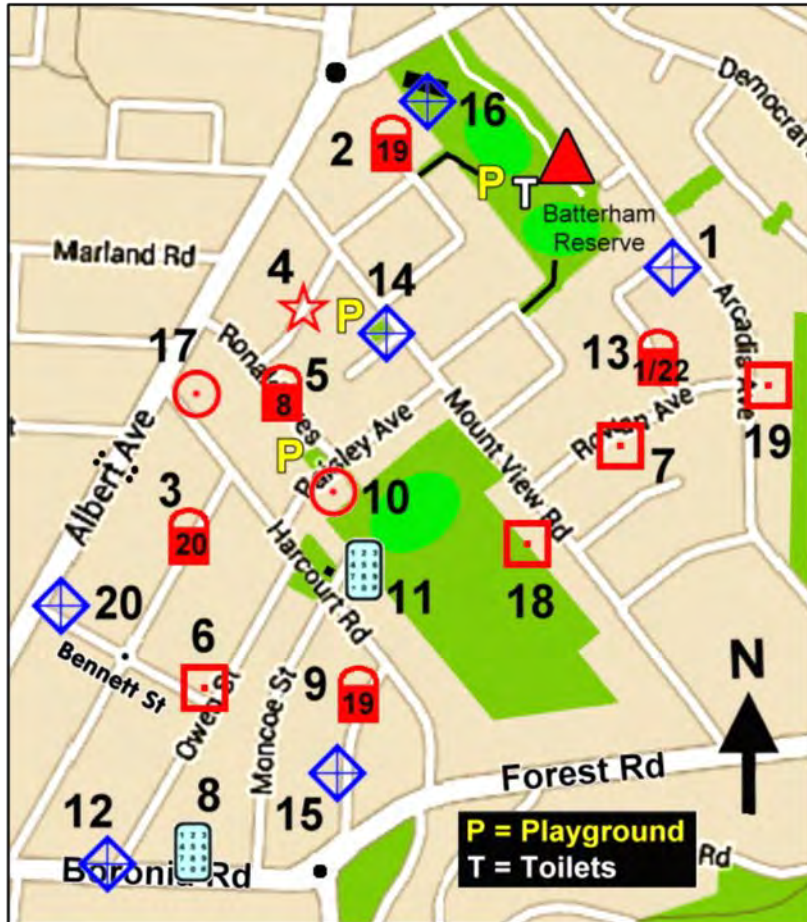 Democrat
16
2
19
P
T
Batterham
Reserve
Marland Rd
4
14
1
P
17
Arcadia Ave
13
1/22
5
8
Mount View Rd
Rowan Ave
19
7
P
Albert Ave
Paisley Ave
10
3
20
Harcourt Rd
11
18
20
6
Bennett St
Owen St
Moncoe St
9
19
N
15
Forest Rd
12
8
P = Playground
T = Toilets
Boronia Rd
Rd